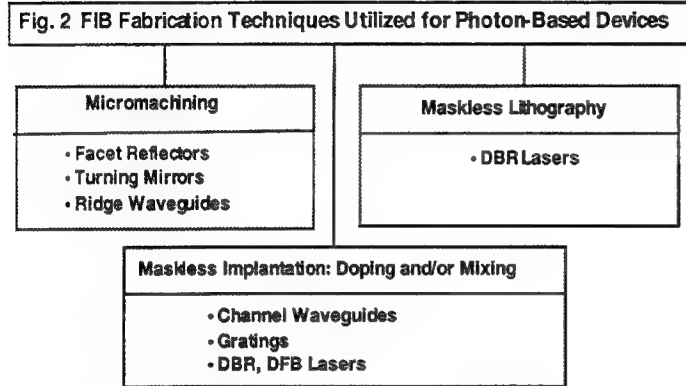 Fig. 2 FIB Fabrication Techniques Utilized for Photon-Based Devices
Micromachining
• Facet Reflectors
• Turning Mirrors
• Ridge Waveguides
Maskless Lithography
• DBR Lasers
Maskless Implantation: Doping and/or Mixing
• Channel Waveguides
• Gratings
• DBR, DFB Lasers